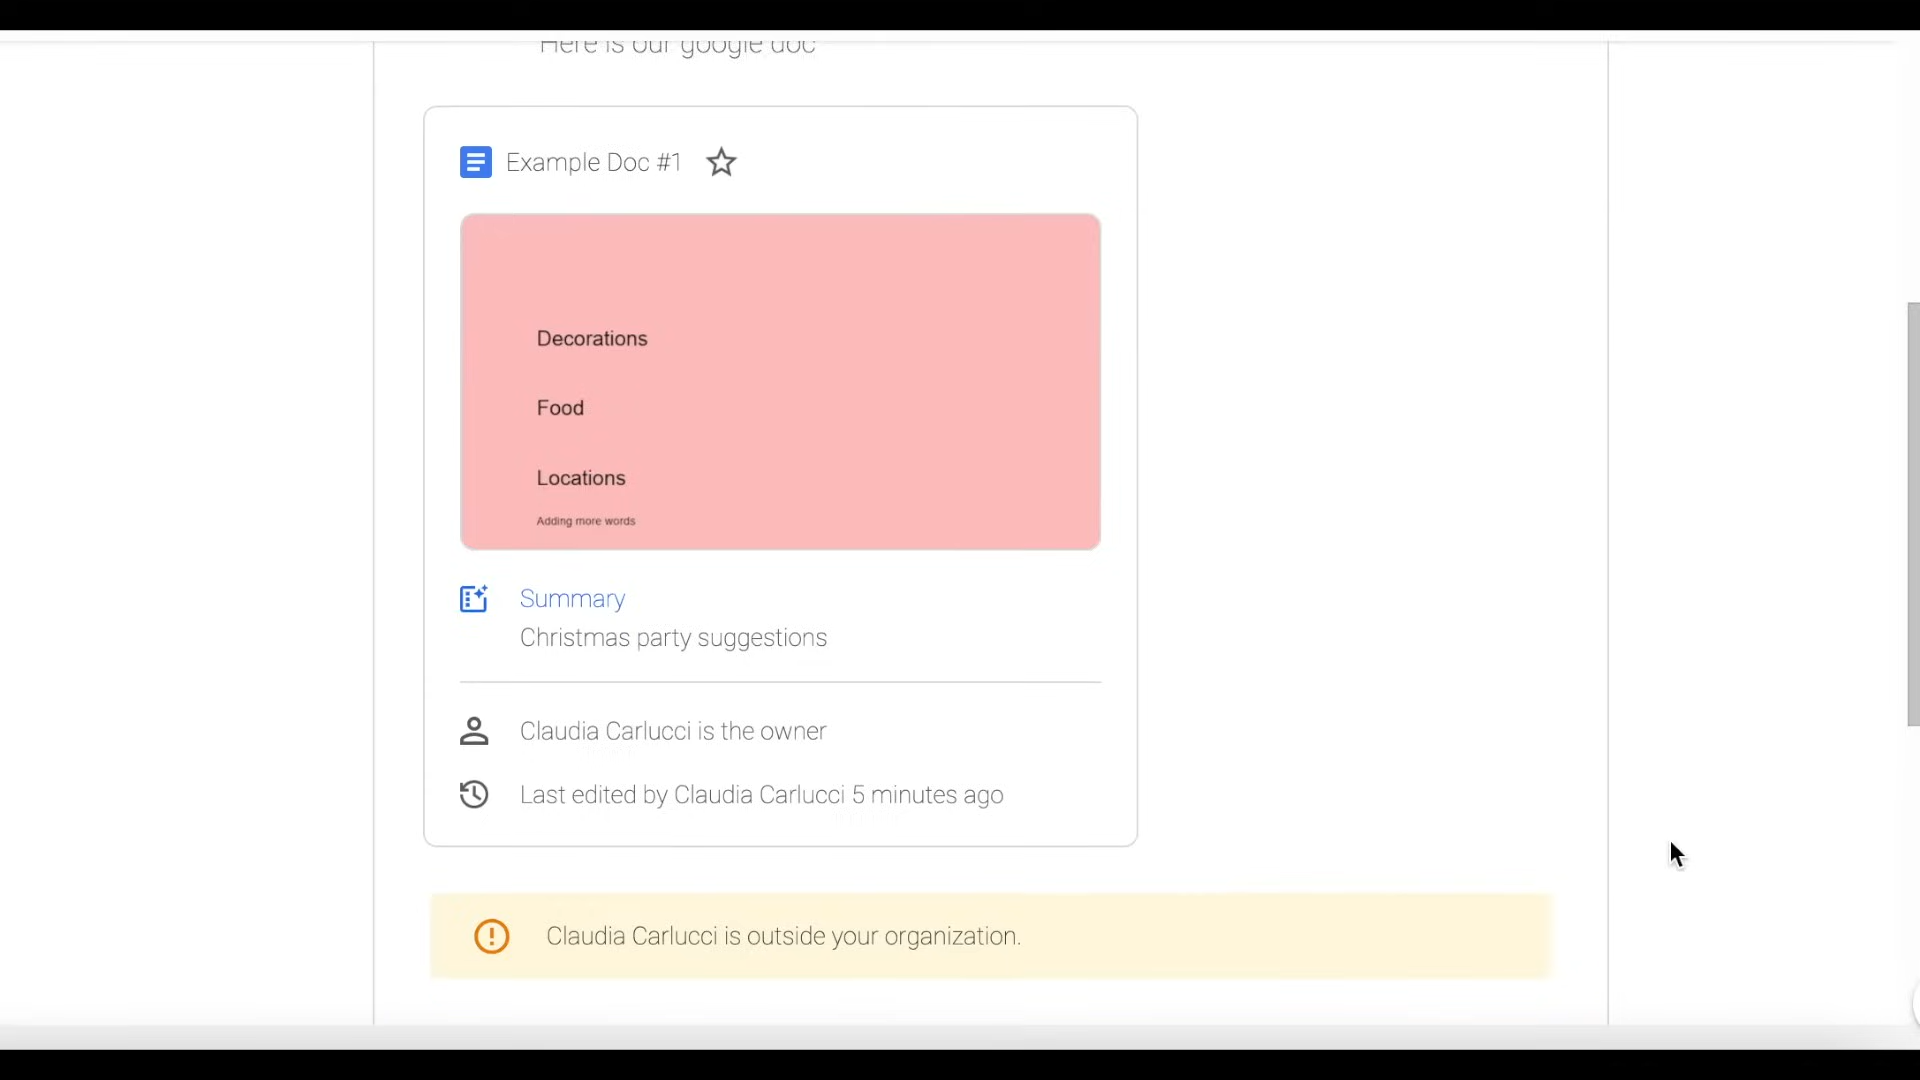 Here is our google doc
Example Doc #1
Decorations
Food
Locations
Adding more words
Summary
Christmas party suggestions
Claudia Carlucci is the owner
Last edited by Claudia Carlucci 5 minutes ago
Claudia Carlucci is outside your organization.